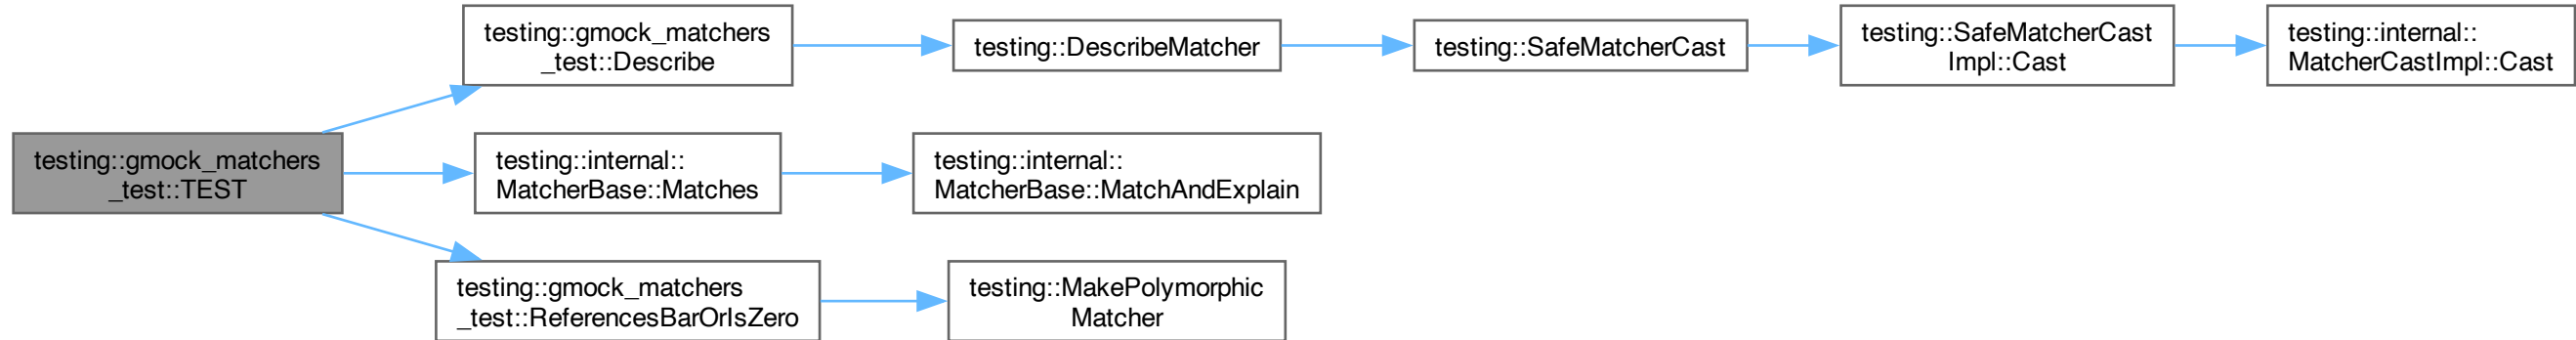 testing::gmock_matchers
_test::Describe
testing::DescribeMatcher
testing::SafeMatcherCast
testing::SafeMatcherCast
Impl::Cast
testing::internal::
MatcherCastImpl::Cast
testing::gmock_matchers
_test::TEST
testing::internal::
MatcherBase::Matches
testing::internal::
MatcherBase::MatchAndExplain
testing::gmock_matchers
_test::ReferencesBarOrIsZero
testing::MakePolymorphic
Matcher